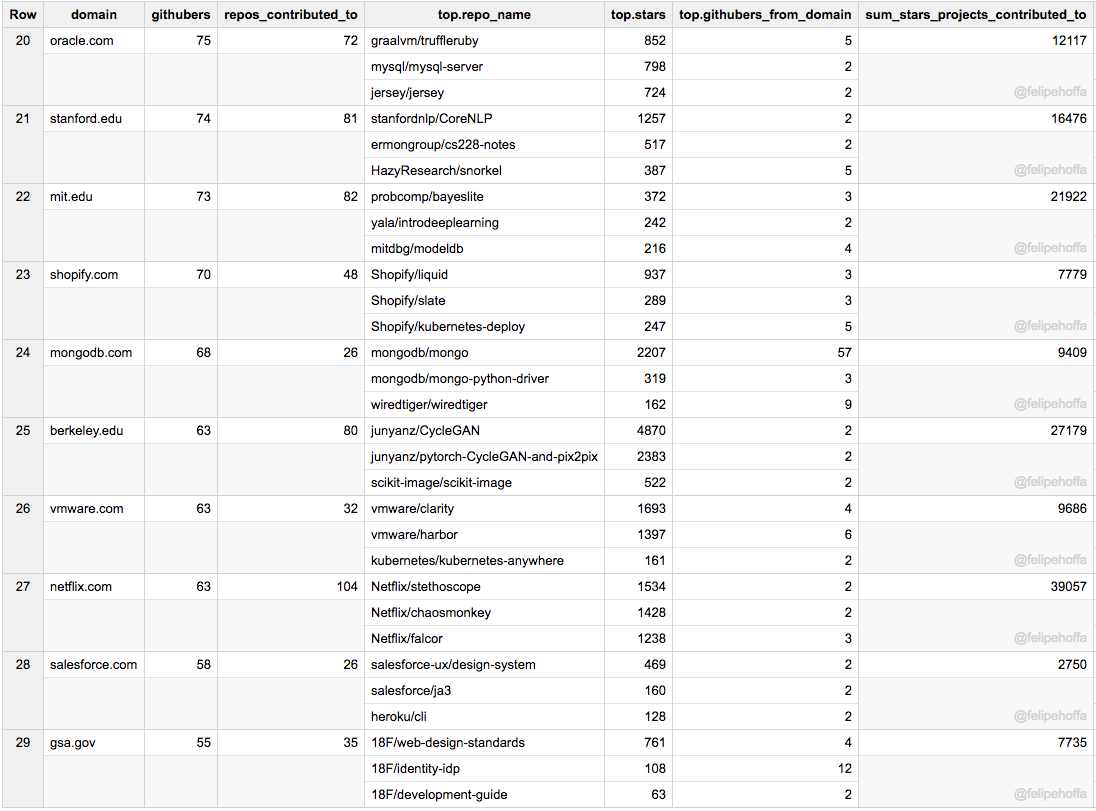 Row domain githubers repos_contributed_to top.repo_name top.stars top.githubers_from_domain sum_stars_projects_contributed_to
20 oracle.com 75 72 graalvm/truffleruby 852 5 12117
mysql/mysql-server 798 2
jersey/jersey 724 2 @felipehoffa
21 stanford.edu 74 81 stanfordnlp/CoreNLP 1257 2 16476
ermongroup/cs228-notes 517 2
HazyResearch/snorkel 387 5 @felipehoffa
22 mit.edu 73 82 probcomp/bayeslite 372 3 21922
yala/introdeeplearning 242 2
mitdbg/modeldb 216 4 @felipehoffa
23 shopify.com 70 48 Shopify/liquid 937 3 7779
Shopify/slate 289 3
Shopify/kubernetes-deploy 247 5 @felipehoffa
24 mongodb.com 68 26 mongodb/mongo 2207 57 9409
mongodb/mongo-python-driver 319 3
wiredtiger/wiredtiger 162 9 @felipehoffa
25 berkeley.edu 63 80 junyanz/CycleGAN 4870 2 27179
junyanz/pytorch-CycleGAN-and-pix2pix 2383 2
scikit-image/scikit-image 522 2 @felipehoffa
26 vmware.com 63 32 vmware/clarity 1693 4 9686
vmware/harbor 1397 6
kubernetes/kubernetes-anywhere 161 2 @felipehoffa
27 netflix.com 63 104 Netflix/stethoscope 1534 2 39057
Netflix/chaosmonkey 1428 2
Netflix/falcor 1238 3 @felipehoffa
28 salesforce.com 58 26 salesforce-ux/design-system 469 2 2750
salesforce/ja3 160 2
heroku/cli 128 2 @felipehoffa
29 gsa.gov 55 35 18F/web-design-standards 761 4 7735
18F/identity-idp 108 12
18F/development-guide 63 2 @felipehoffa